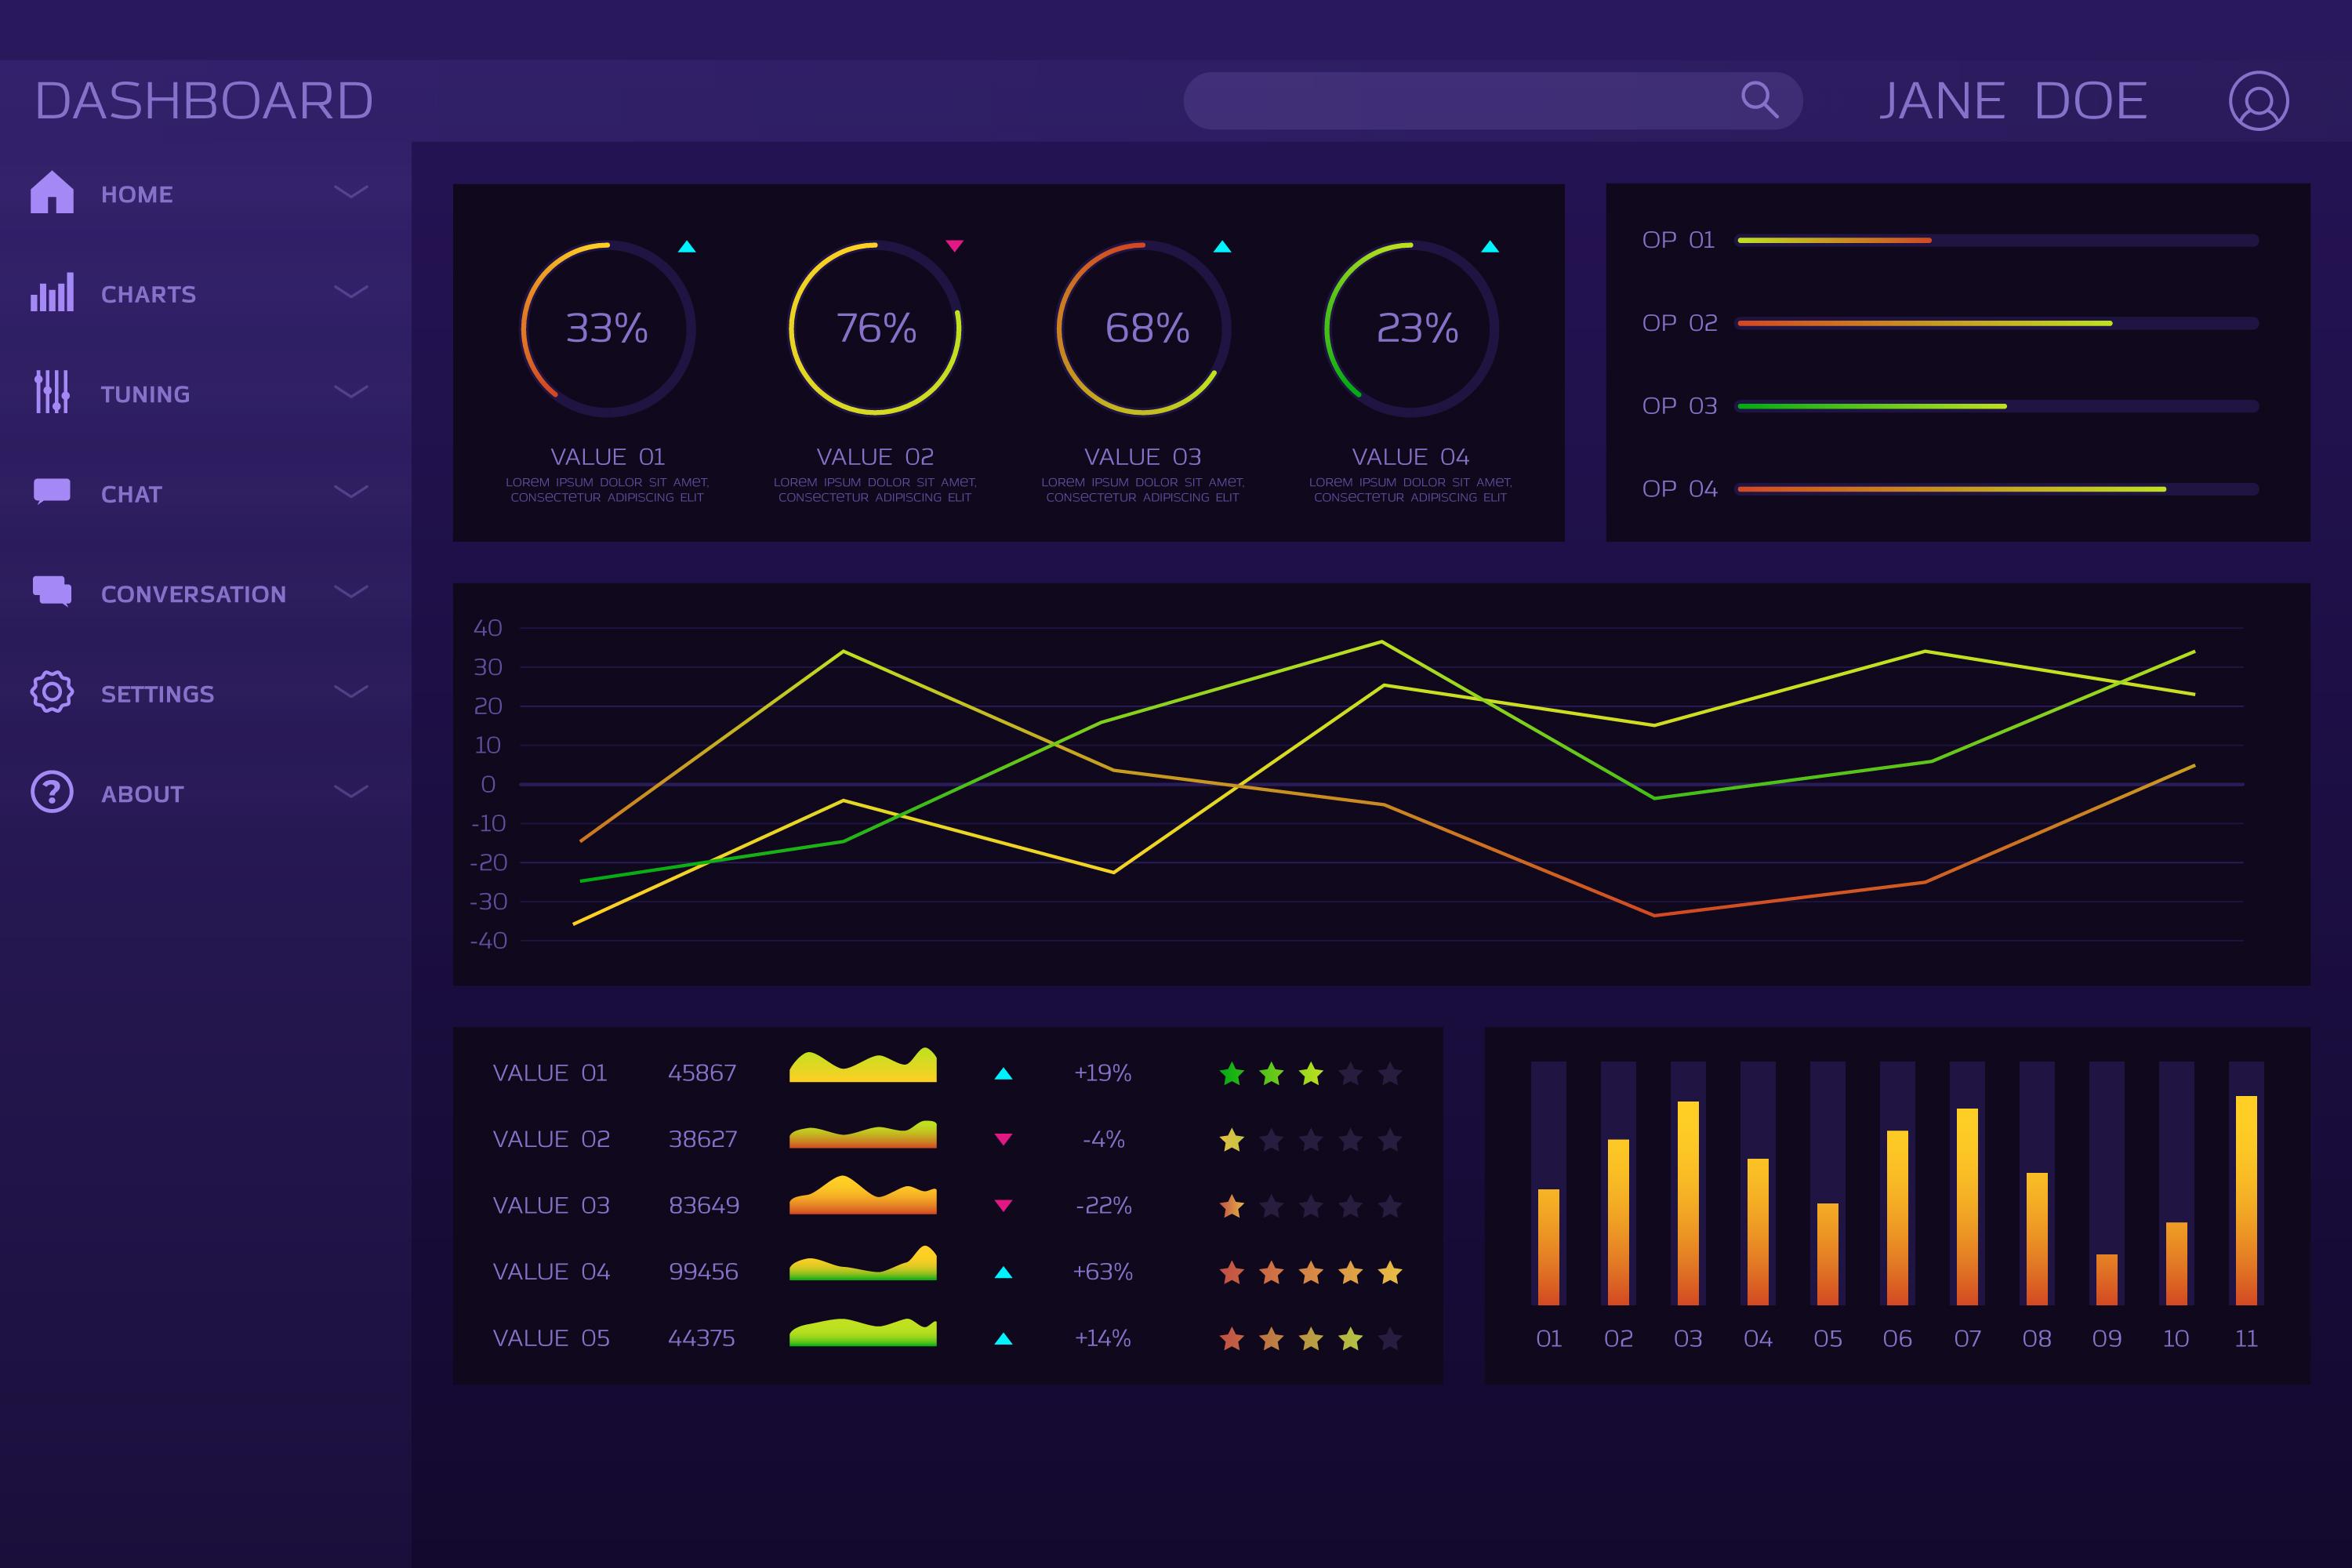 DASHBOARD
JANE DOE
HOME
CHARTS
TUNING
CHAT
CONVERSATION
SETTINGS
ABOUT
33%
76%
68%
23%
VALUE 01
LOREM IPSUM DOLOR SIT AMET,
CONSECTETUR ADIPISCING ELIT
VALUE 02
LOREM IPSUM DOLOR SIT AMET,
CONSECTETUR ADIPISCING ELIT
VALUE 03
LOREM IPSUM DOLOR SIT AMET,
CONSECTETUR ADIPISCING ELIT
VALUE 04
LOREM IPSUM DOLOR SIT AMET,
CONSECTETUR ADIPISCING ELIT
OP 01
OP 02
OP 03
OP 04
40
30
20
10
0
-10
-20
-30
-40
VALUE 01 45867 +19%
VALUE 02 38627 -4%
VALUE 03 83649 -22%
VALUE 04 99456 +63%
VALUE 05 44375 +14%
01 02 03 04 05 06 07 08 09 10 11